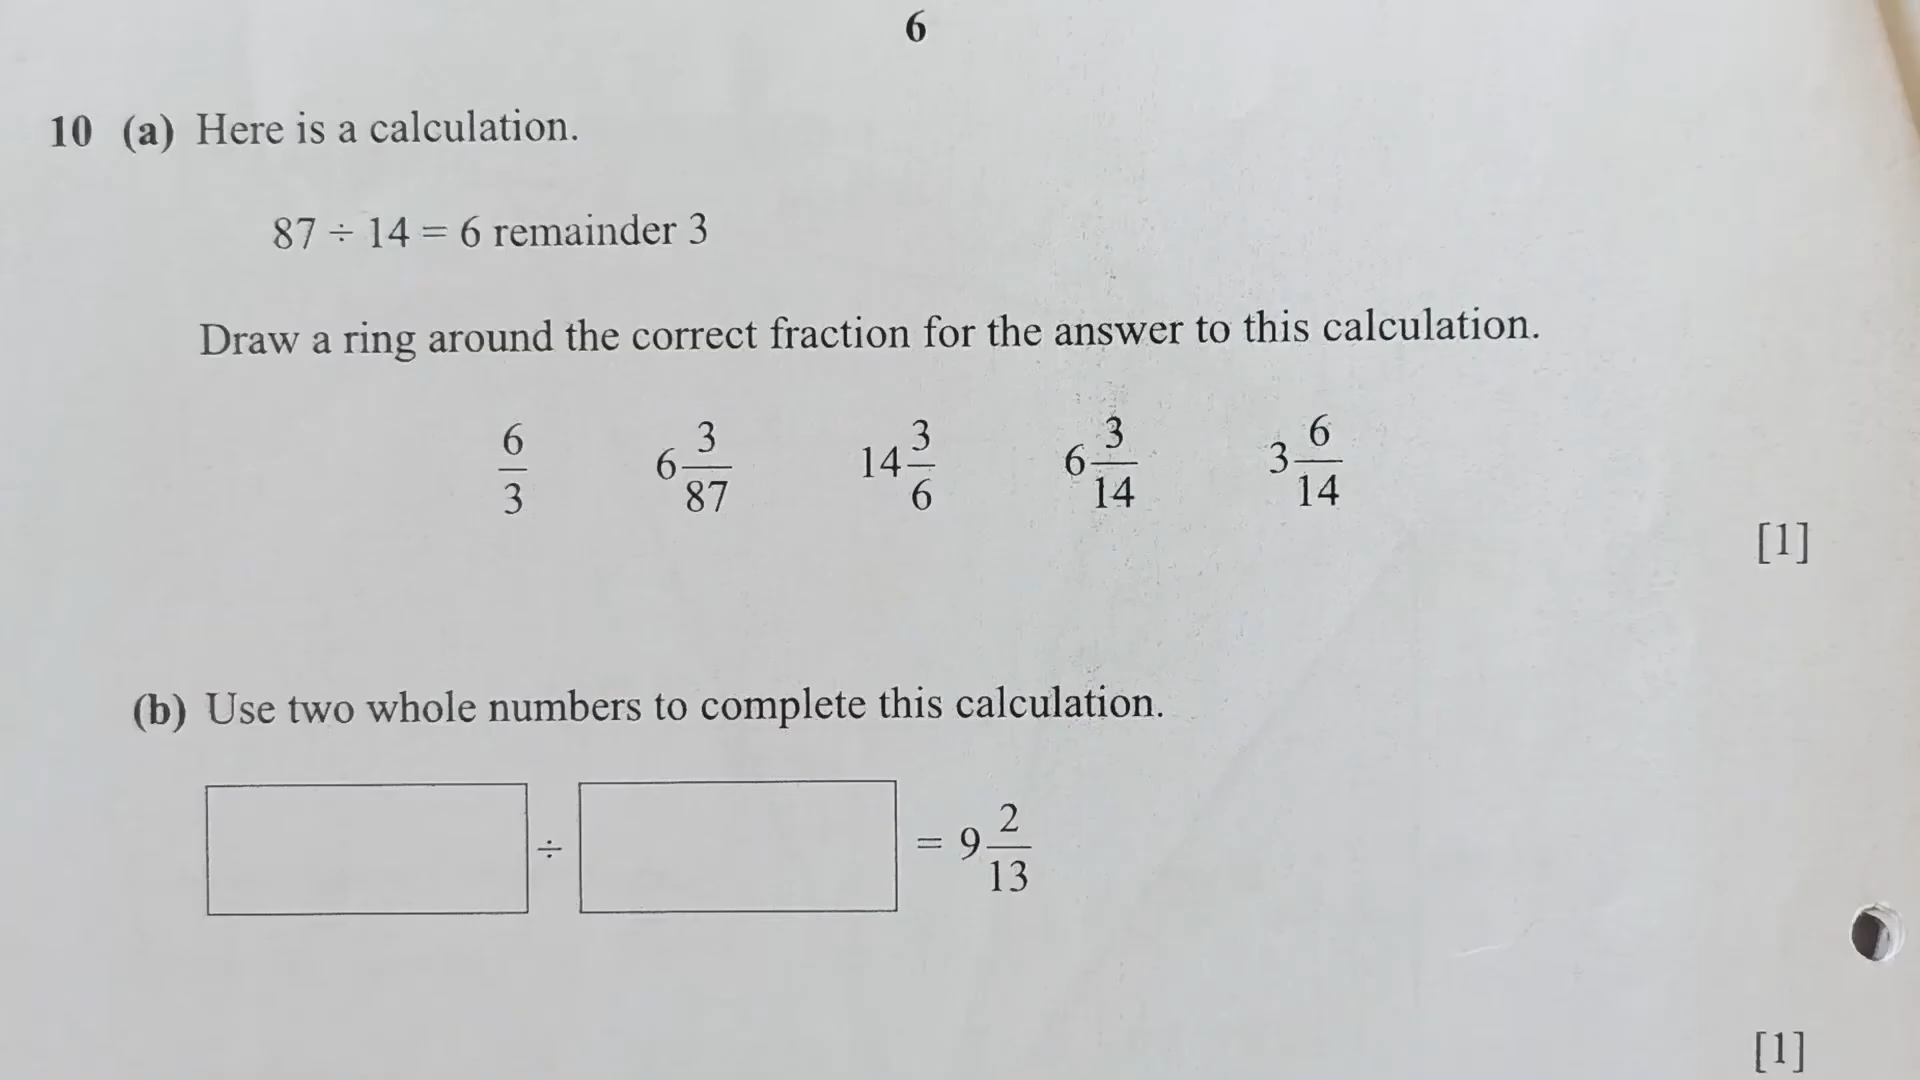 6
10 (a) Here is a calculation.
87 ÷ 14 = 6 remainder 3
Draw a ring around the correct fraction for the answer to this calculation.
6/3 6 3/87 14 3/6 6 3/14 3 6/14
[1]
(b) Use two whole numbers to complete this calculation.
÷ = 9 2/13
[1]